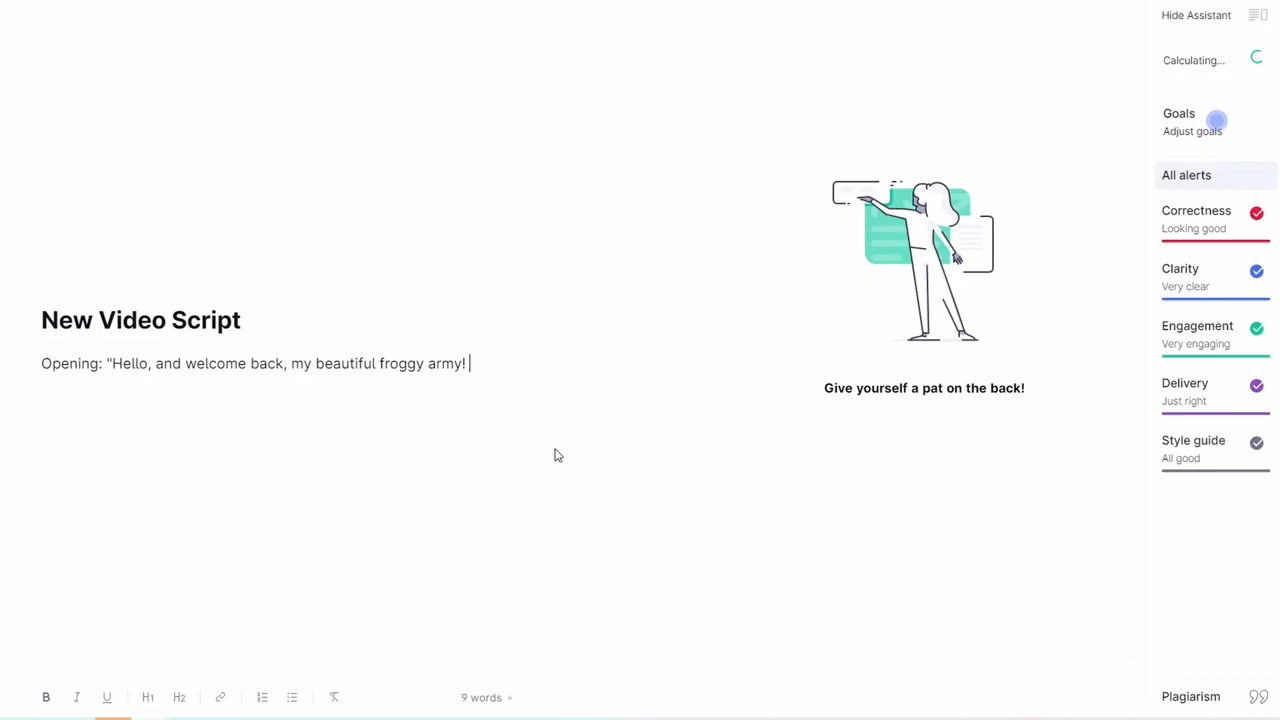 Hide Assistant
Calculating...
Goals
Adjust goals
All alerts
Correctness
Looking good
Clarity
Very clear
New Video Script
Engagement
Very engaging
Opening: "Hello, and welcome back, my beautiful froggy army!
Give yourself a pat on the back!
Delivery
Just right
Style guide
All good
B I U H1 H2
9 words
Plagiarism